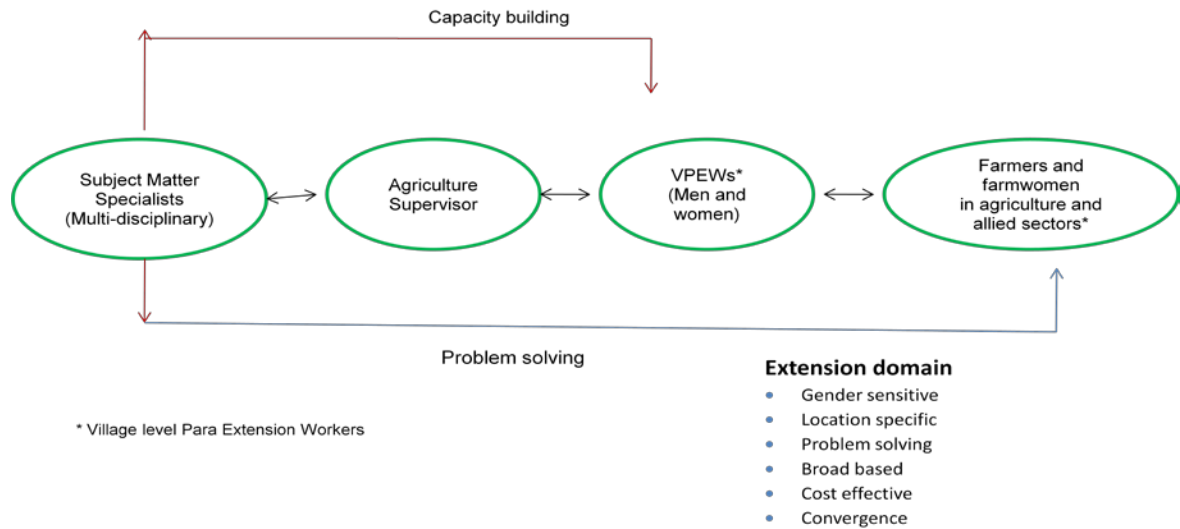 Capacity building
Subject Matter
Specialists
(Multi-disciplinary)
Agriculture
Supervisor
VPEWs*
(Men and
women)
Farmers and
farmwomen
in agriculture and
allied sectors*
Problem solving
* Village level Para Extension Workers
Extension domain
• Gender sensitive
• Location specific
• Problem solving
• Broad based
• Cost effective
• Convergence